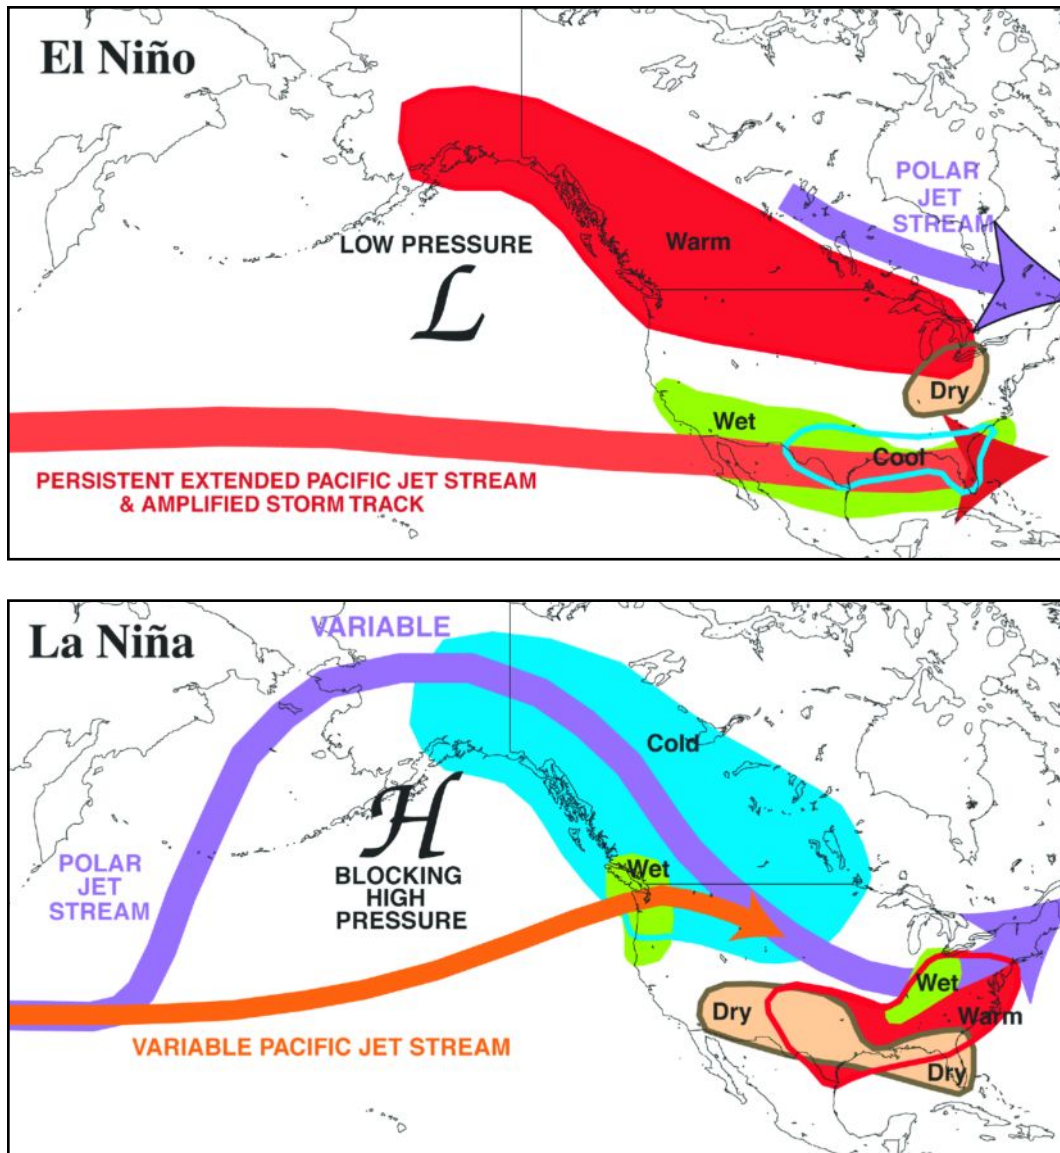 El Niño
POLAR
JET
STREAM
LOW PRESSURE
L
Warm
Dry
Wet
Cool
PERSISTENT EXTENDED PACIFIC JET STREAM
& AMPLIFIED STORM TRACK
La Niña
VARIABLE
Cold
H
BLOCKING
HIGH
PRESSURE
POLAR
JET
STREAM
Wet
Wet
Dry
Warm
Dry
VARIABLE PACIFIC JET STREAM